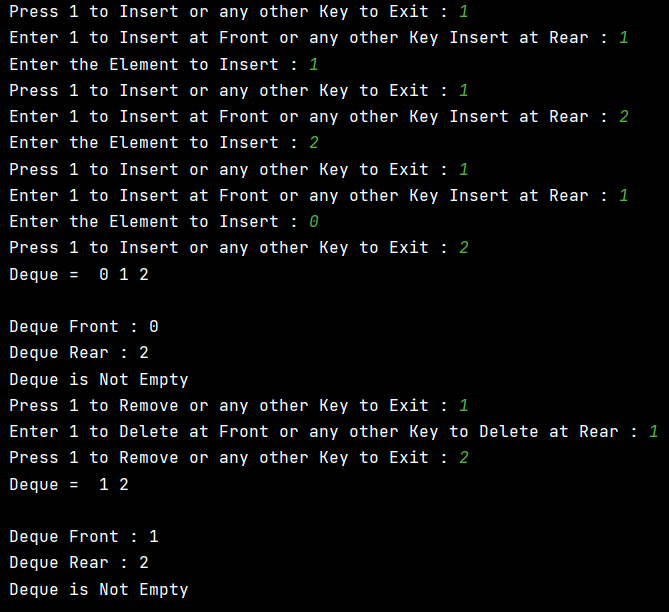 Press 1 to Insert or any other Key to Exit : 1
Enter 1 to Insert at Front or any other Key Insert at Rear : 1
Enter the Element to Insert : 1
Press 1 to Insert or any other Key to Exit : 1
Enter 1 to Insert at Front or any other Key Insert at Rear : 2
Enter the Element to Insert : 2
Press 1 to Insert or any other Key to Exit : 1
Enter 1 to Insert at Front or any other Key Insert at Rear : 1
Enter the Element to Insert : 0
Press 1 to Insert or any other Key to Exit : 2
Deque =  0 1 2
Deque Front : 0
Deque Rear : 2
Deque is Not Empty
Press 1 to Remove or any other Key to Exit : 1
Enter 1 to Delete at Front or any other Key to Delete at Rear : 1
Press 1 to Remove or any other Key to Exit : 2
Deque =  1 2
Deque Front : 1
Deque Rear : 2
Deque is Not Empty